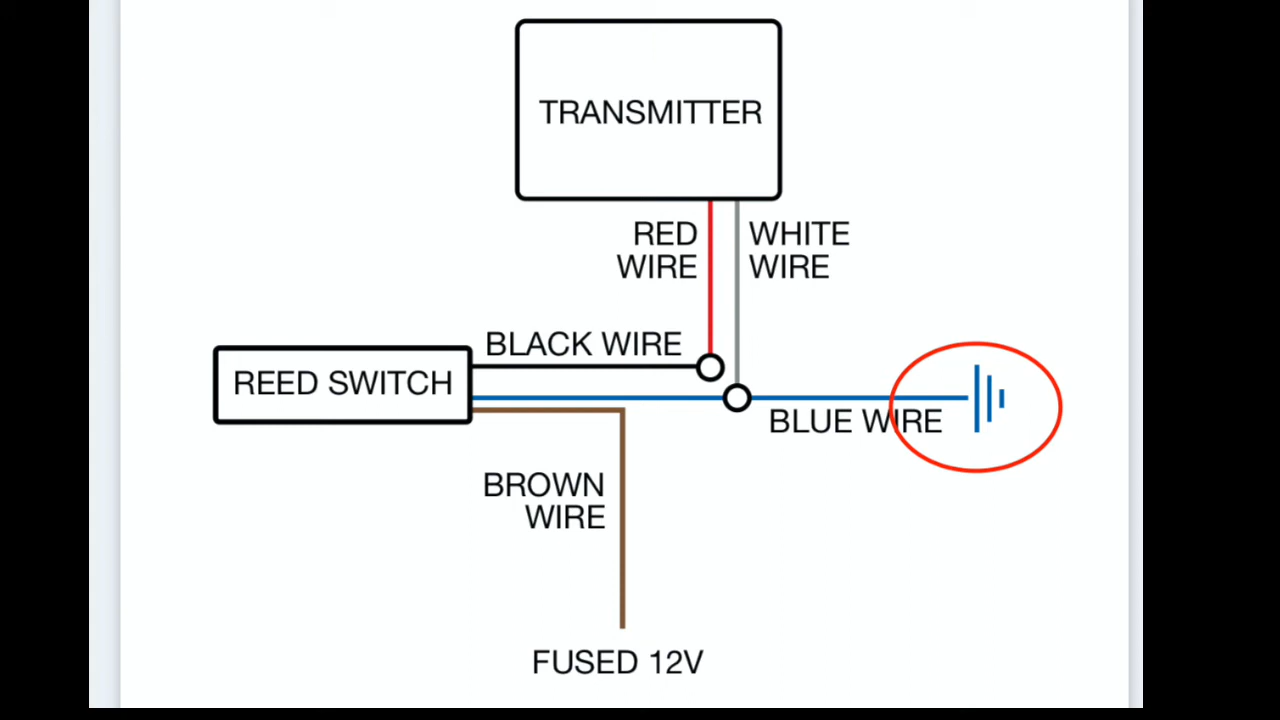 TRANSMITTER
RED
WIRE
WHITE
WIRE
BLACK WIRE
REED SWITCH
BLUE WIRE
BROWN
WIRE
FUSED 12V